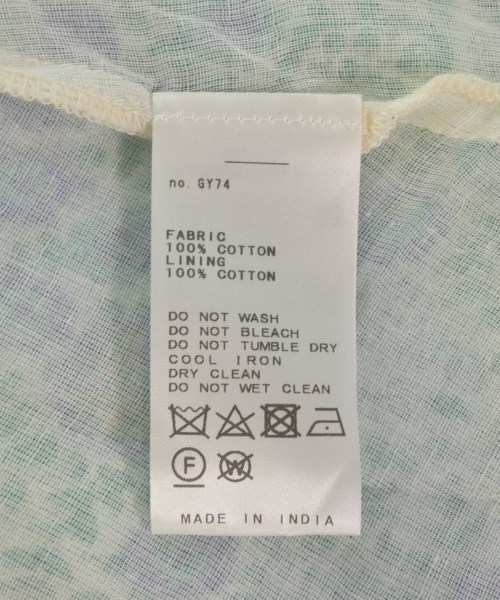 no. GY74
FABRIC
100% COTTON
LINING
100% COTTON
DO NOT WASH
DO NOT BLEACH
DO NOT TUMBLE DRY
COOL IRON
DRY CLEAN
DO NOT WET CLEAN
F W
MADE IN INDIA